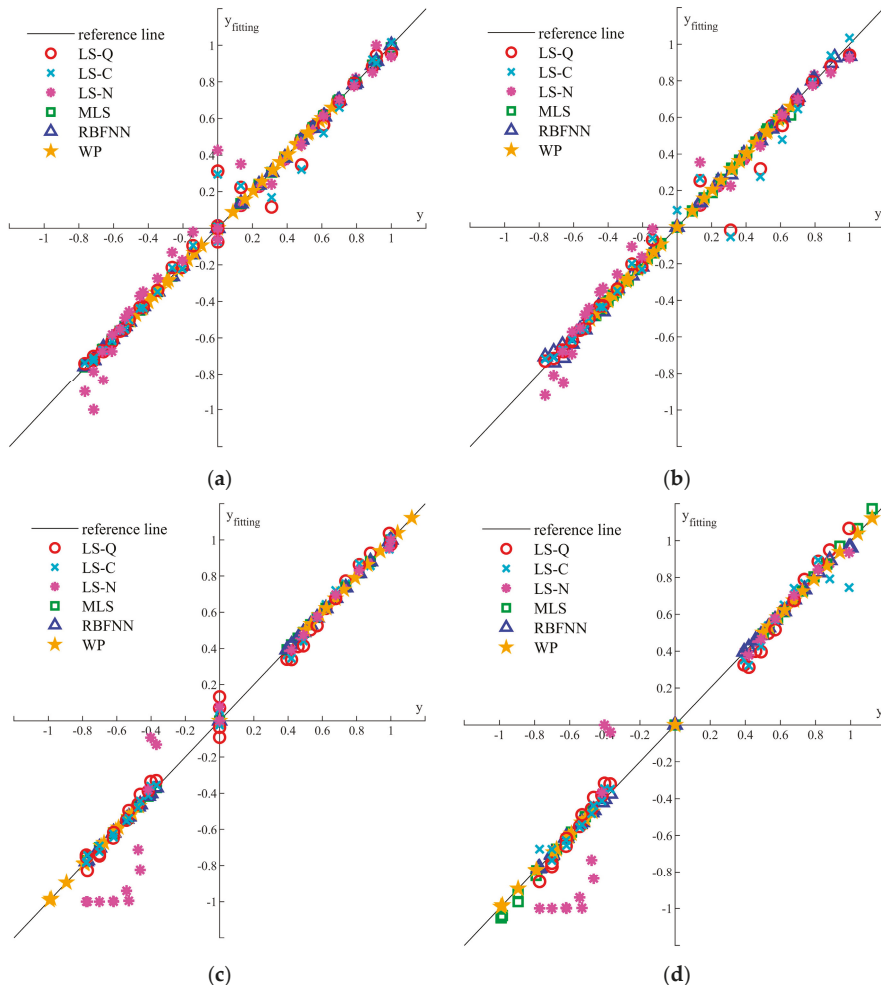 y_fitting
reference line
LS-Q
LS-C
LS-N
MLS
RBFNN
WP
1
0.8
0.6
0.4
0.2
y
-1 -0.8 -0.6 -0.4 -0.2 0.2 0.4 0.6 0.8 1
-0.2
-0.4
-0.6
-0.8
-1
(a)
y_fitting
reference line
LS-Q
LS-C
LS-N
MLS
RBFNN
WP
1
0.8
0.6
0.4
0.2
y
-1 -0.8 -0.6 -0.4 -0.2 0.2 0.4 0.6 0.8 1
-0.2
-0.4
-0.6
-0.8
-1
(b)
y_fitting
reference line
LS-Q
LS-C
LS-N
MLS
RBFNN
WP
1
0.8
0.6
0.4
0.2
y
-1 -0.8 -0.6 -0.4 -0.2 0.2 0.4 0.6 0.8 1
-0.2
-0.4
-0.6
-0.8
-1
(c)
y_fitting
reference line
LS-Q
LS-C
LS-N
MLS
RBFNN
WP
1
0.8
0.6
0.4
0.2
y
-1 -0.8 -0.6 -0.4 -0.2 0.2 0.4 0.6 0.8 1
-0.2
-0.4
-0.6
-0.8
-1
(d)